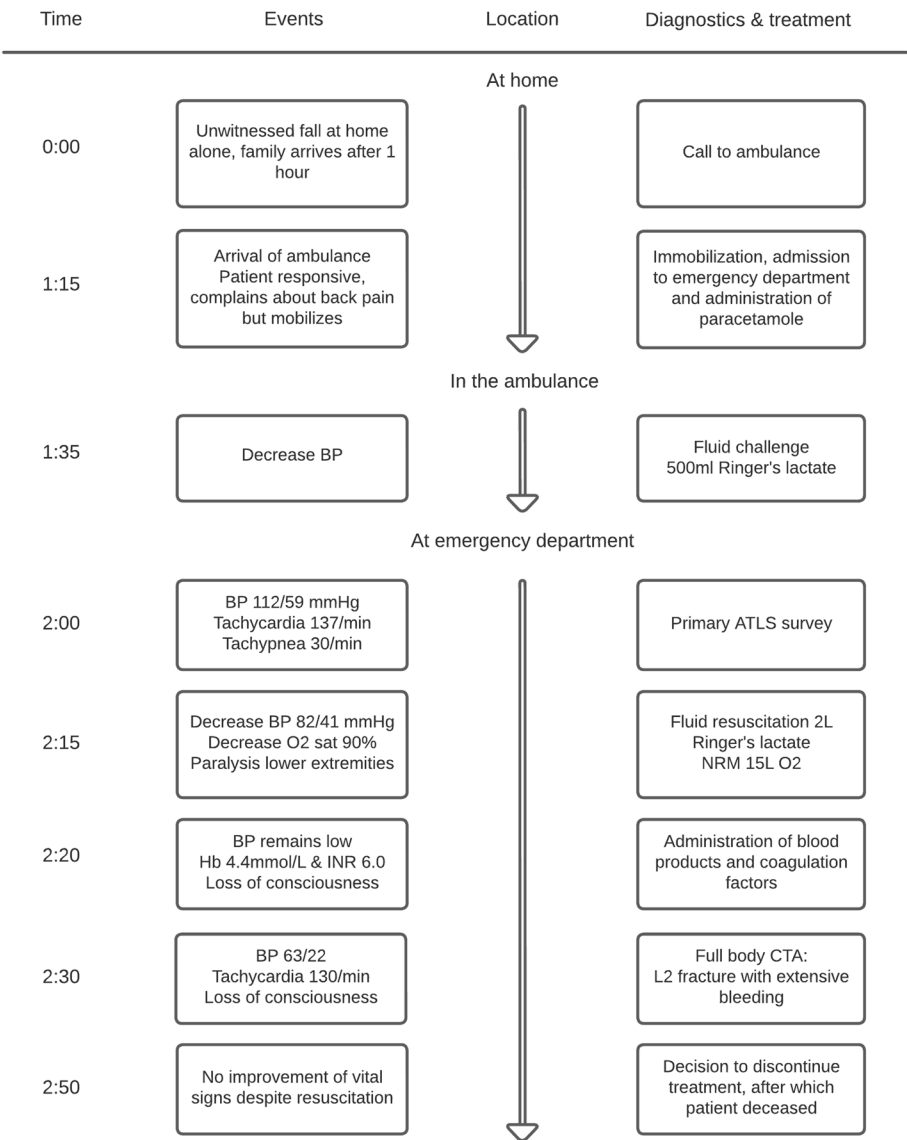 Time Events Location Diagnostics & treatment
At home
0:00
Unwitnessed fall at home
alone, family arrives after 1
hour
Call to ambulance
1:15
Arrival of ambulance
Patient responsive,
complains about back pain
but mobilizes
Immobilization, admission
to emergency department
and administration of
paracetamole
In the ambulance
1:35
Decrease BP
Fluid challenge
500ml Ringer's lactate
At emergency department
2:00
BP 112/59 mmHg
Tachycardia 137/min
Tachypnea 30/min
Primary ATLS survey
2:15
Decrease BP 82/41 mmHg
Decrease O2 sat 90%
Paralysis lower extremities
Fluid resuscitation 2L
Ringer's lactate
NRM 15L O2
2:20
BP remains low
Hb 4.4mmol/L & INR 6.0
Loss of consciousness
Administration of blood
products and coagulation
factors
2:30
BP 63/22
Tachycardia 130/min
Loss of consciousness
Full body CTA:
L2 fracture with extensive
bleeding
2:50
No improvement of vital
signs despite resuscitation
Decision to discontinue
treatment, after which
patient deceased